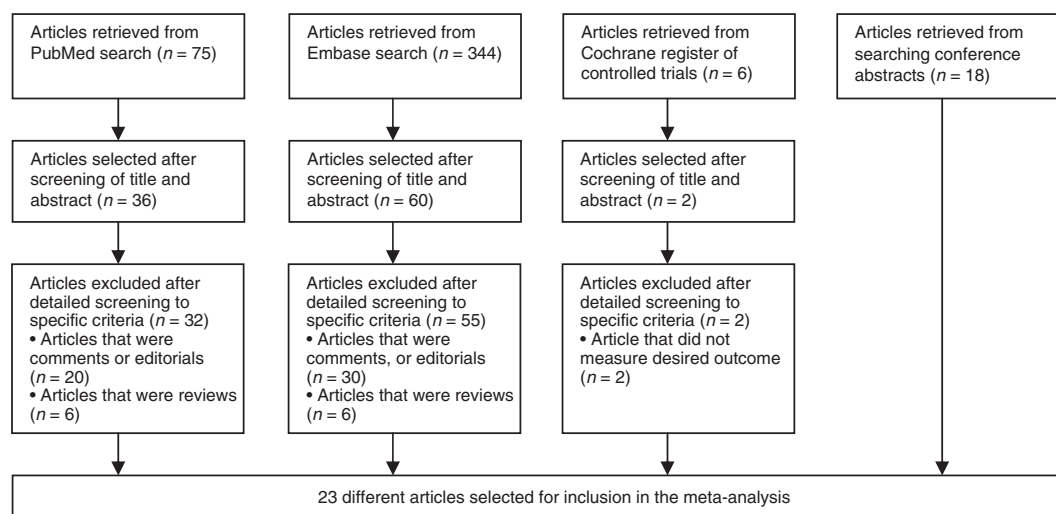 Articles retrieved from
PubMed search (n = 75)
Articles retrieved from
Embase search (n = 344)
Articles retrieved from
Cochrane register of
controlled trials (n = 6)
Articles retrieved from
searching conference
abstracts (n = 18)
Articles selected after
screening of title and
abstract (n = 36)
Articles selected after
screening of title and
abstract (n = 60)
Articles selected after
screening of title and
abstract (n = 2)
Articles excluded after
detailed screening to
specific criteria (n = 32)
• Articles that were
comments or editorials
(n = 20)
• Articles that were reviews
(n = 6)
Articles excluded after
detailed screening to
specific criteria (n = 55)
• Articles that were
comments, or editorials
(n = 30)
• Articles that were reviews
(n = 6)
Articles excluded after
detailed screening to
specific criteria (n = 2)
• Article that did not
measure desired outcome
(n = 2)
23 different articles selected for inclusion in the meta-analysis